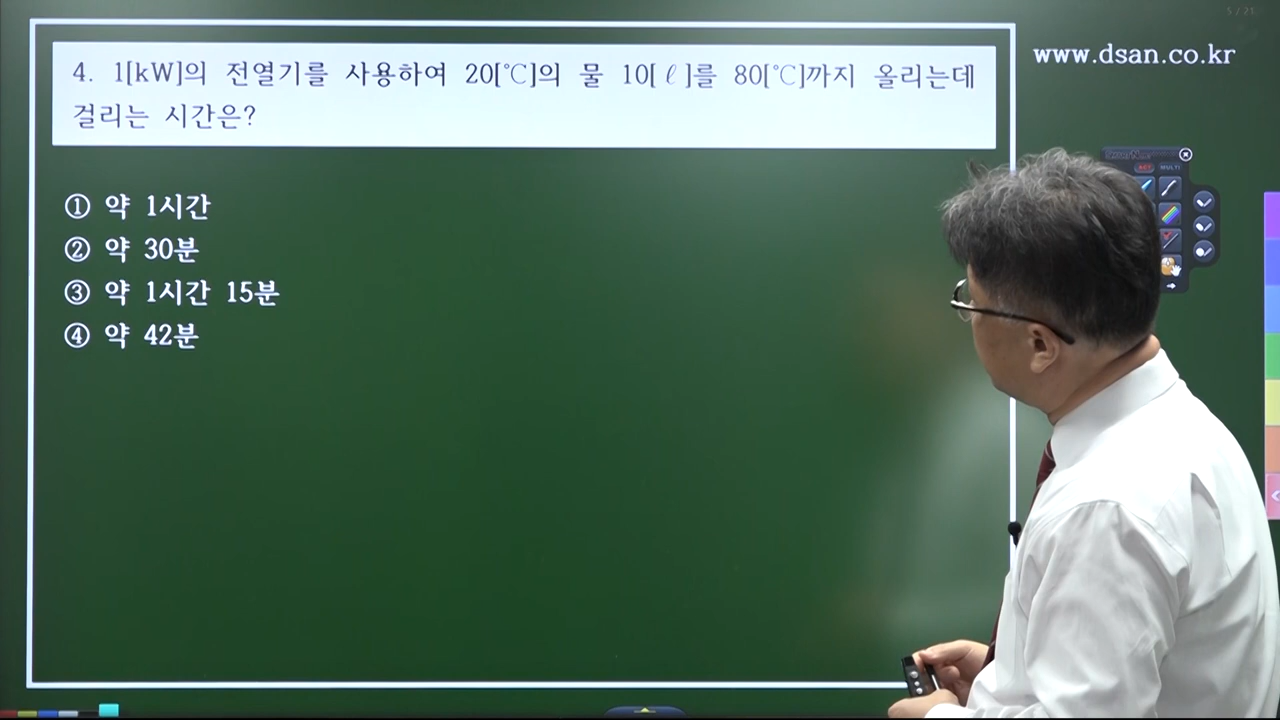 5 / 21
www.dsan.co.kr
4. 1[kW]의 전열기를 사용하여 20[℃]의 물 10[ℓ]를 80[℃]까지 올리는데
걸리는 시간은?
① 약 1시간
② 약 30분
③ 약 1시간 15분
④ 약 42분
MULTI